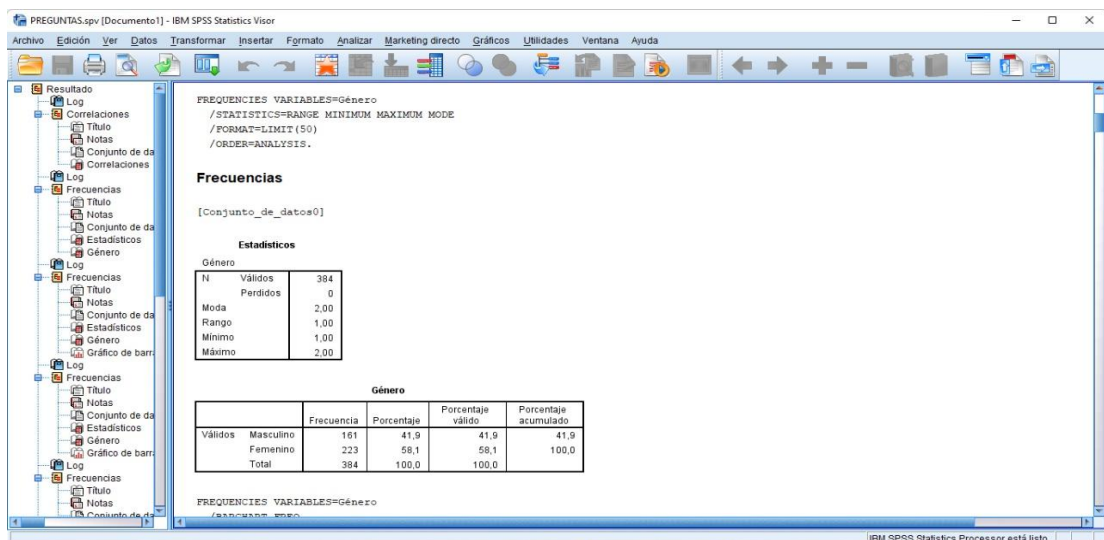 PREGUNTAS.spv [Documento1] - IBM SPSS Statistics Visor
Archivo Edición Ver Datos Transformar Insertar Formato Analizar Marketing directo Gráficos Utilidades Ventana Ayuda
Resultado
Log
Correlaciones
Título
Notas
Conjunto de da
Correlaciones
Log
Frecuencias
Título
Notas
Conjunto de da
Estadísticos
Género
Log
Frecuencias
Título
Notas
Conjunto de da
Estadísticos
Género
Gráfico de barr
Log
Frecuencias
Título
Notas
Conjunto de da
Estadísticos
Género
Gráfico de barr
Log
Frecuencias
Título
Notas
Conjunto de da
FREQUENCIES VARIABLES=Género
/STATISTICS=RANGE MINIMUM MAXIMUM MODE
/FORMAT=LIMIT(50)
/ORDER=ANALYSIS.
Frecuencias
[Conjunto_de_datos0]
Estadísticos
Género
N Válidos 384
Perdidos 0
Moda 2,00
Rango 1,00
Mínimo 1,00
Máximo 2,00
Género
Frecuencia Porcentaje Porcentaje válido Porcentaje acumulado
Válidos Masculino 161 41,9 41,9 41,9
Femenino 223 58,1 58,1 100,0
Total 384 100,0 100,0
FREQUENCIES VARIABLES=Género
/BARCHART FREQ
IBM SPSS Statistics Processor está listo